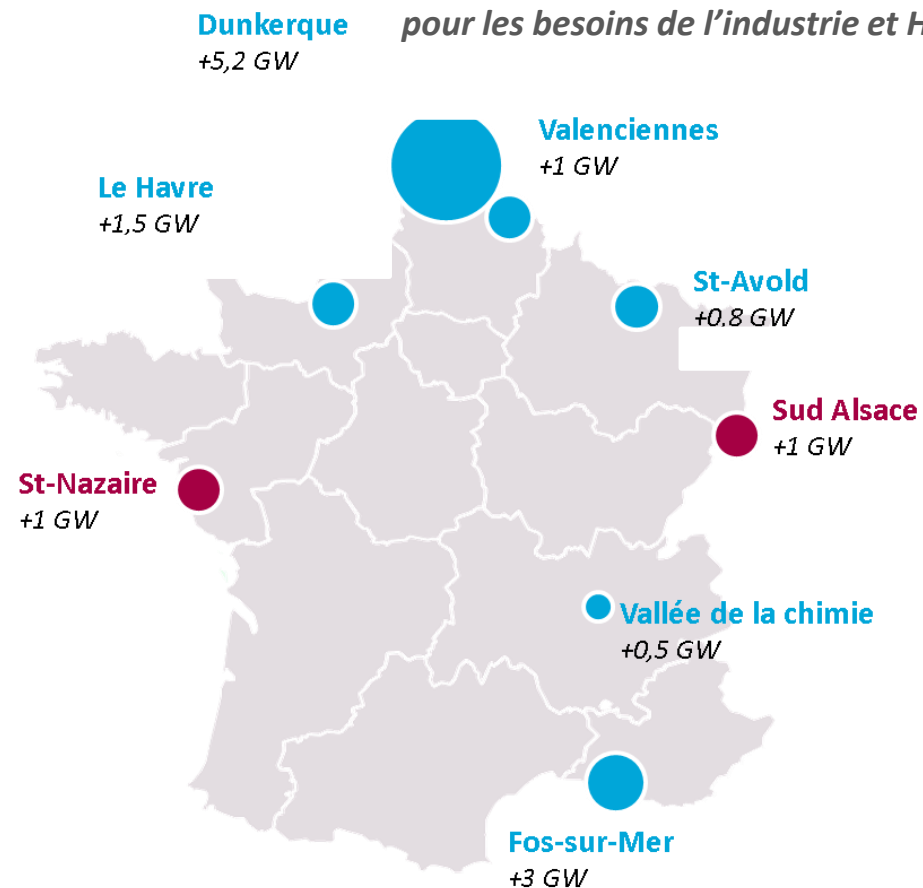 Dunkerque
+5,2 GW
pour les besoins de l’industrie et H
Valenciennes
+1 GW
Le Havre
+1,5 GW
St-Avold
+0.8 GW
Sud Alsace
+1 GW
St-Nazaire
+1 GW
Vallée de la chimie
+0,5 GW
Fos-sur-Mer
+3 GW